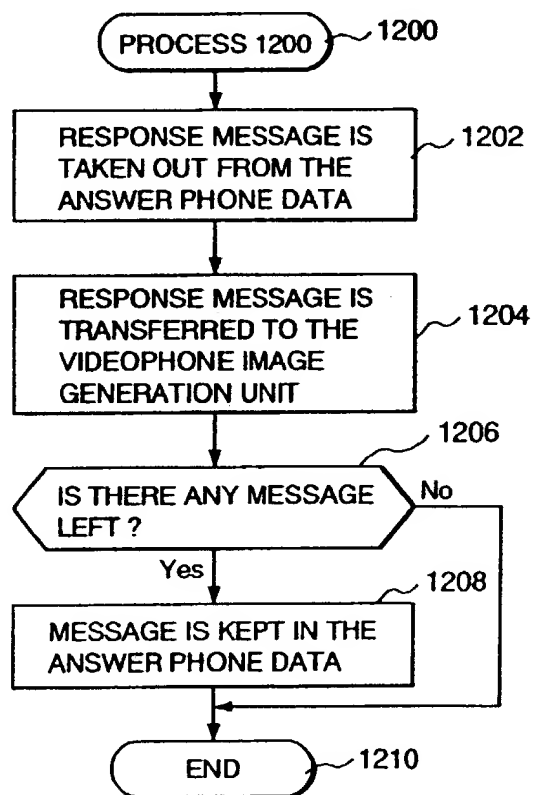 PROCESS 1200
1200
RESPONSE MESSAGE IS
TAKEN OUT FROM THE
ANSWER PHONE DATA
1202
RESPONSE MESSAGE IS
TRANSFERRED TO THE
VIDEOPHONE IMAGE
GENERATION UNIT
1204
1206
IS THERE ANY MESSAGE
LEFT ?
No
Yes
1208
MESSAGE IS KEPT IN THE
ANSWER PHONE DATA
END
1210